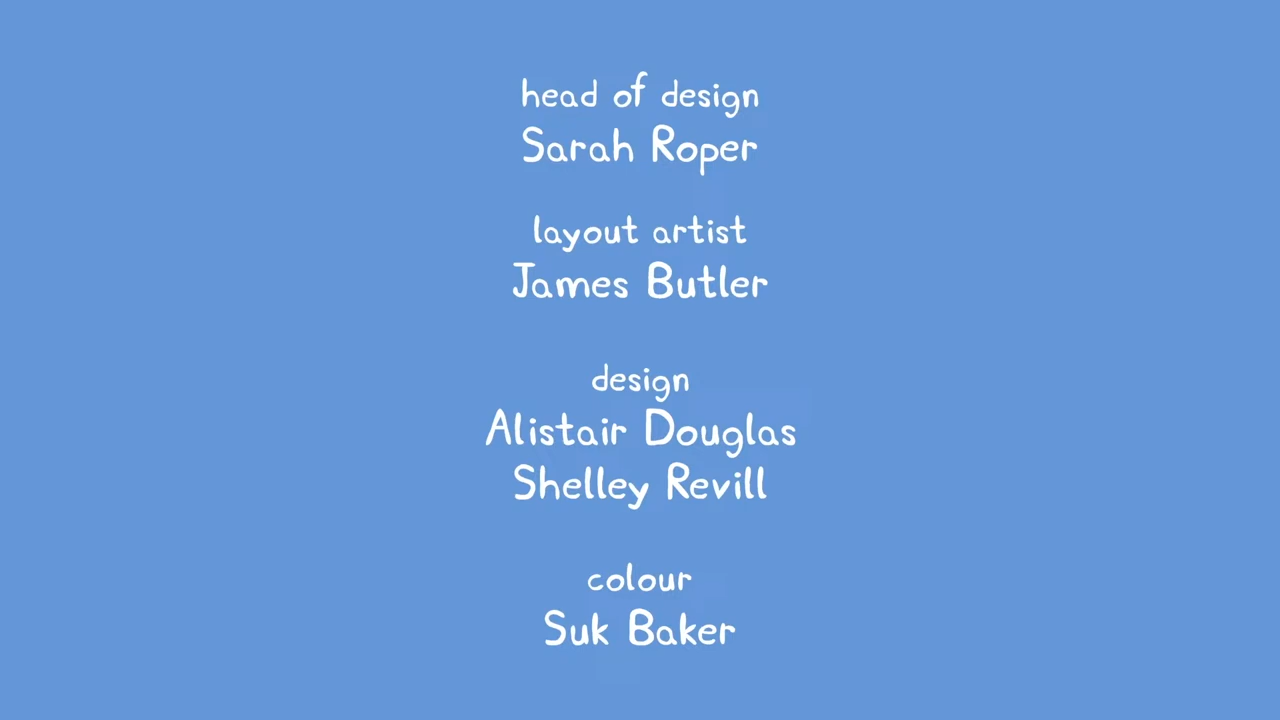 head of design
Sarah Roper
layout artist
James Butler
design
Alistair Douglas
Shelley Revill
colour
Suk Baker